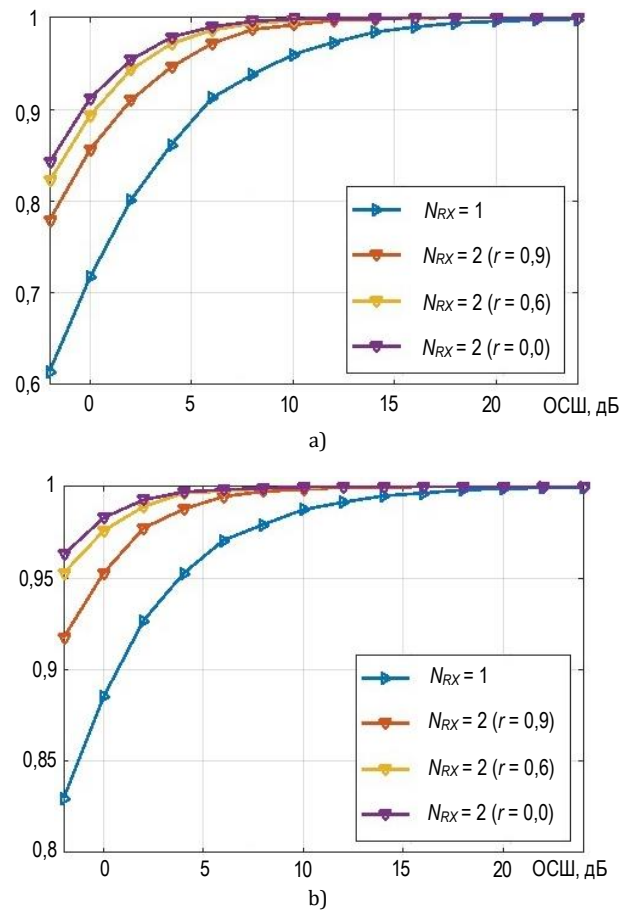 1
0,9
0,8
0,7
0,6
0 5 10 15 20 ОСШ, дБ
N_RX = 1
N_RX = 2 (r = 0,9)
N_RX = 2 (r = 0,6)
N_RX = 2 (r = 0,0)
a)
1
0,95
0,9
0,85
0,8
0 5 10 15 20 ОСШ, дБ
N_RX = 1
N_RX = 2 (r = 0,9)
N_RX = 2 (r = 0,6)
N_RX = 2 (r = 0,0)
b)